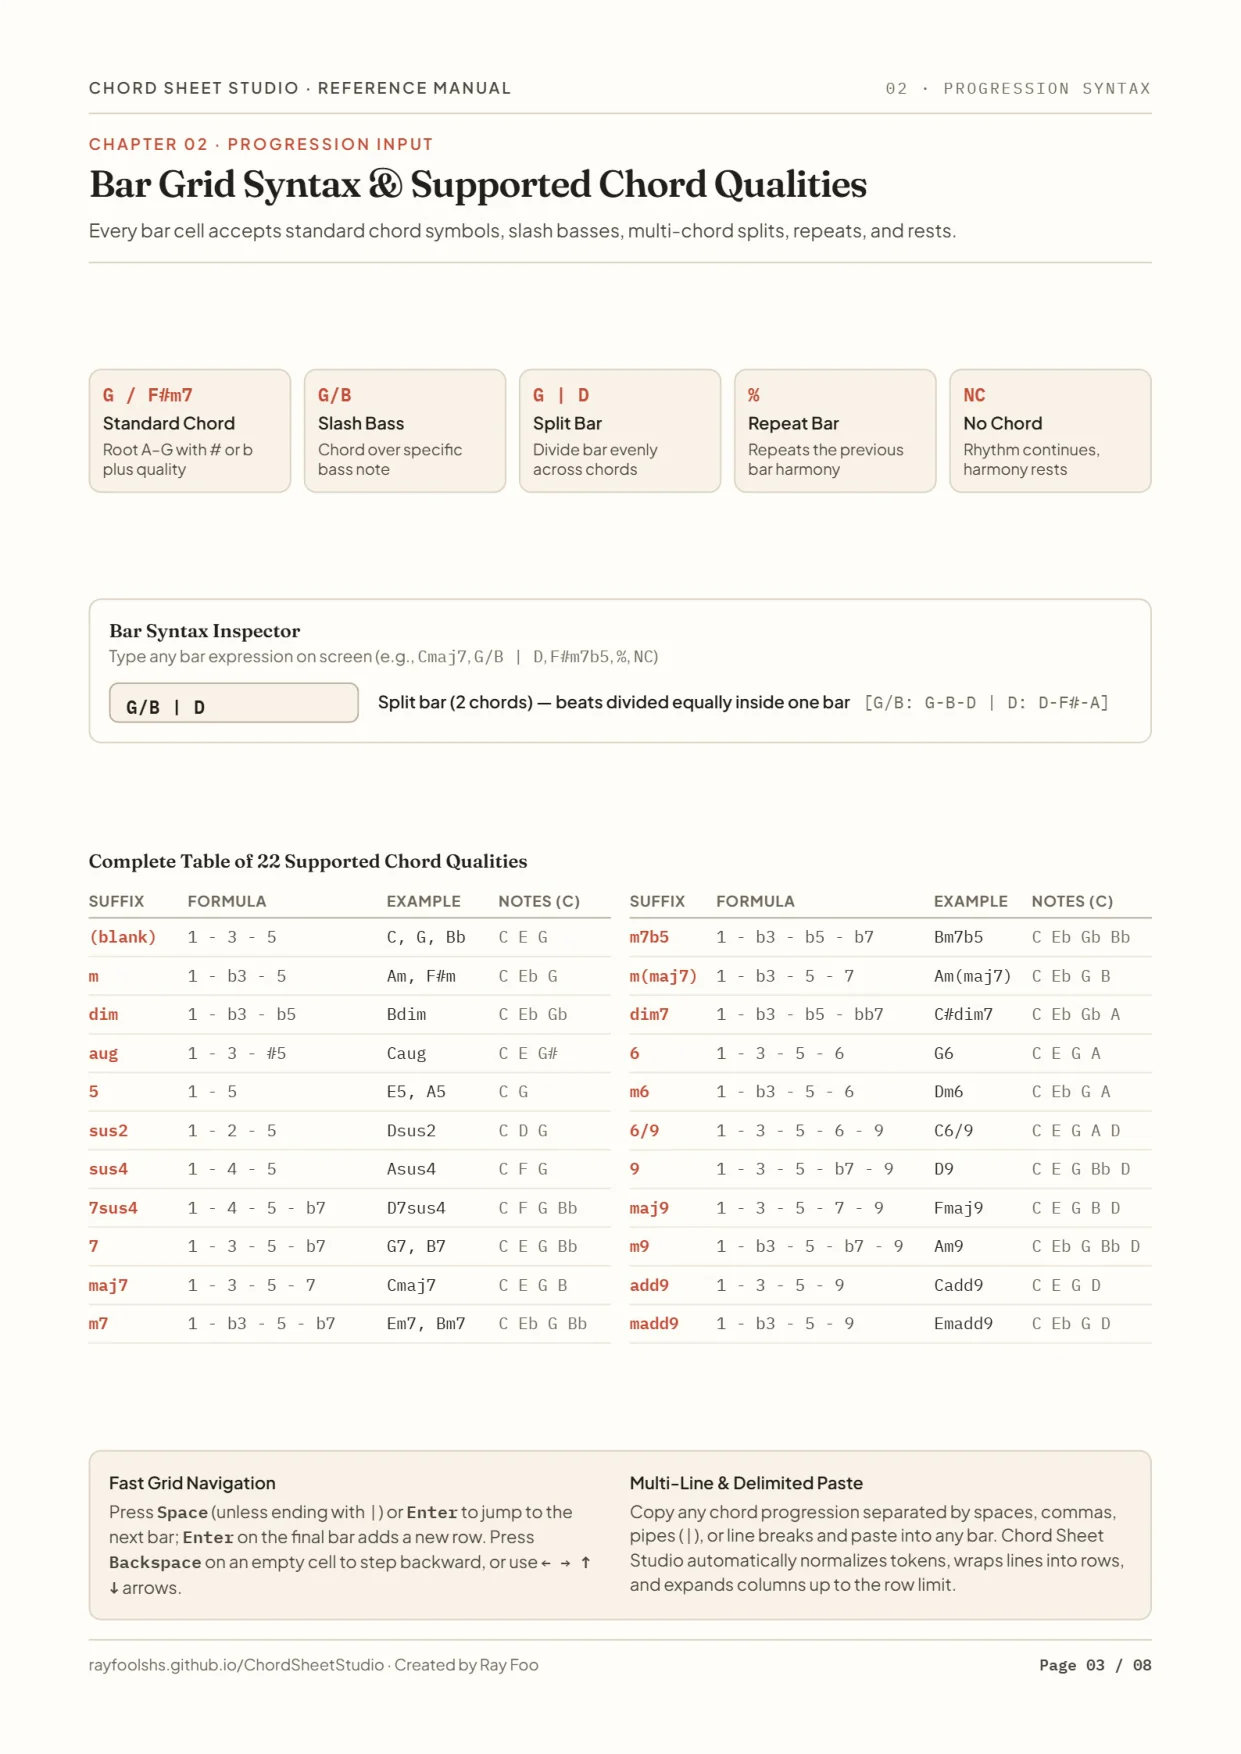 CHORD SHEET STUDIO · REFERENCE MANUAL
02 · PROGRESSION SYNTAX
CHAPTER 02 · PROGRESSION INPUT
Bar Grid Syntax & Supported Chord Qualities
Every bar cell accepts standard chord symbols, slash basses, multi-chord splits, repeats, and rests.
G / F#m7
Standard Chord
Root A–G with # or b
plus quality
G/B
Slash Bass
Chord over specific
bass note
G | D
Split Bar
Divide bar evenly
across chords
%
Repeat Bar
Repeats the previous
bar harmony
NC
No Chord
Rhythm continues,
harmony rests
Bar Syntax Inspector
Type any bar expression on screen (e.g., Cmaj7, G/B | D, F#m7b5, %, NC)
G/B | D
Split bar (2 chords) — beats divided equally inside one bar [G/B: G-B-D | D: D-F#-A]
Complete Table of 22 Supported Chord Qualities
SUFFIX FORMULA EXAMPLE NOTES (C)
(blank) 1 - 3 - 5 C, G, Bb C E G
m 1 - b3 - 5 Am, F#m C Eb G
dim 1 - b3 - b5 Bdim C Eb Gb
aug 1 - 3 - #5 Caug C E G#
5 1 - 5 E5, A5 C G
sus2 1 - 2 - 5 Dsus2 C D G
sus4 1 - 4 - 5 Asus4 C F G
7sus4 1 - 4 - 5 - b7 D7sus4 C F G Bb
7 1 - 3 - 5 - b7 G7, B7 C E G Bb
maj7 1 - 3 - 5 - 7 Cmaj7 C E G B
m7 1 - b3 - 5 - b7 Em7, Bm7 C Eb G Bb
SUFFIX FORMULA EXAMPLE NOTES (C)
m7b5 1 - b3 - b5 - b7 Bm7b5 C Eb Gb Bb
m(maj7) 1 - b3 - 5 - 7 Am(maj7) C Eb G B
dim7 1 - b3 - b5 - bb7 C#dim7 C Eb Gb A
6 1 - 3 - 5 - 6 G6 C E G A
m6 1 - b3 - 5 - 6 Dm6 C Eb G A
6/9 1 - 3 - 5 - 6 - 9 C6/9 C E G A D
9 1 - 3 - 5 - b7 - 9 D9 C E G Bb D
maj9 1 - 3 - 5 - 7 - 9 Fmaj9 C E G B D
m9 1 - b3 - 5 - b7 - 9 Am9 C Eb G Bb D
add9 1 - 3 - 5 - 9 Cadd9 C E G D
madd9 1 - b3 - 5 - 9 Emadd9 C Eb G D
Fast Grid Navigation
Press Space (unless ending with |) or Enter to jump to the
next bar; Enter on the final bar adds a new row. Press
Backspace on an empty cell to step backward, or use ← → ↑
↓ arrows.
Multi-Line & Delimited Paste
Copy any chord progression separated by spaces, commas,
pipes (|), or line breaks and paste into any bar. Chord Sheet
Studio automatically normalizes tokens, wraps lines into rows,
and expands columns up to the row limit.
rayfoolshs.github.io/ChordSheetStudio · Created by Ray Foo
Page 03 / 08